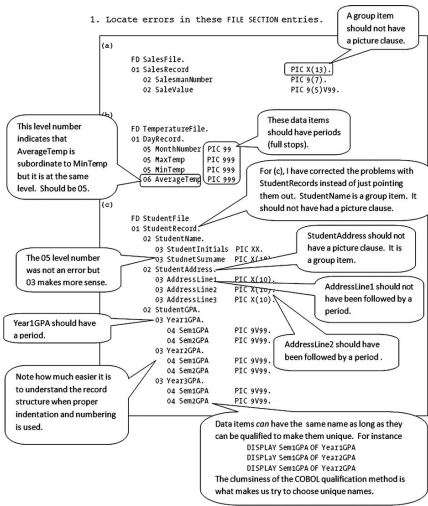 1. Locate errors in these FILE SECTION entries.
A group item
should not have
a picture clause.
(a)
FD SalesFile.
01 SalesRecord PIC X(13).
02 SalesmanNumber PIC 9(7).
02 SaleValue PIC 9(5)V99.
This level number
indicates that
AverageTemp is
subordinate to MinTemp
but it is at the same
level. Should be 05.
These data items
should have periods
(full stops).
FD TemperatureFile.
01 DayRecord.
05 MonthNumber PIC 99
05 MaxTemp PIC 999
05 MinTemp PIC 999
06 AverageTemp PIC 999
For (c), I have corrected the problems with
StudentRecords instead of just pointing
them out. StudentName is a group item. It
should not have had a picture clause.
(c)
FD StudentFile
01 StudentRecord.
02 StudentName.
03 StudentInitials PIC XX.
03 StudnetSurname PIC
02 StudentAddress.
03 AddressLine1 PIC X(10).
03 AddressLine2 PIC X(10).
03 AddressLine3 PIC X(10).
02 StudentGPA.
03 Year1GPA.
04 Sem1GPA PIC 9V99.
04 Sem2GPA PIC 9V99.
03 Year2GPA.
04 Sem1GPA PIC 9V99.
04 Sem2GPA PIC 9V99.
03 Year3GPA.
04 Sem1GPA PIC 9V99.
04 Sem2GPA PIC 9V99.
The 05 level number
was not an error but
03 makes more sense.
StudentAddress should not
have a picture clause. It is
a group item.
AddressLine1 should not
have been followed by a
period.
Year1GPA should have
a period.
AddressLine2 should have
been followed by a period .
Note how much easier it is
to understand the record
structure when proper
indentation and numbering
is used.
Data items can have the same name as long as they
can be qualified to make them unique. For instance
DISPLAY Sem1GPA OF Year1GPA
DISPLAY Sem1GPA OF Year2GPA
DISPLAY Sem1GPA OF Year2GPA
The clumsiness of the COBOL qualification method is
what makes us try to choose unique names.